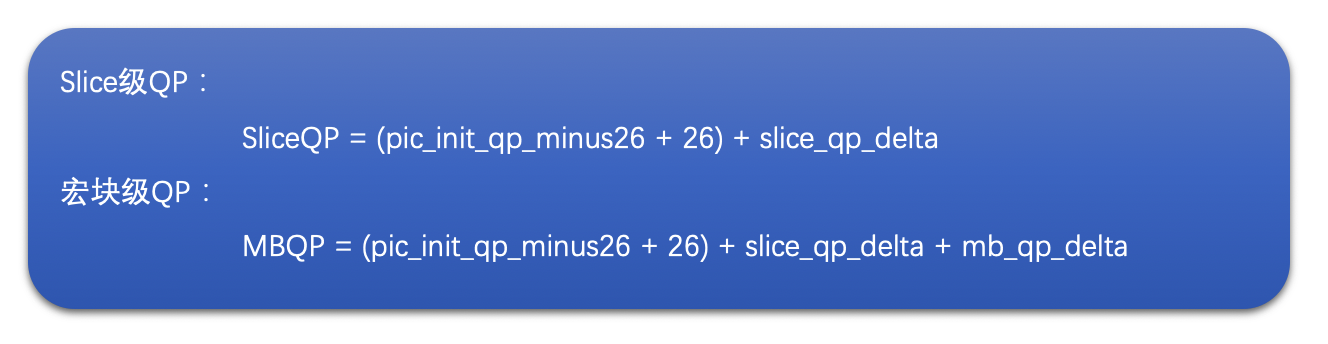 Slice级QP：
SliceQP = (pic_init_qp_minus26 + 26) + slice_qp_delta
宏块级QP：
MBQP = (pic_init_qp_minus26 + 26) + slice_qp_delta + mb_qp_delta